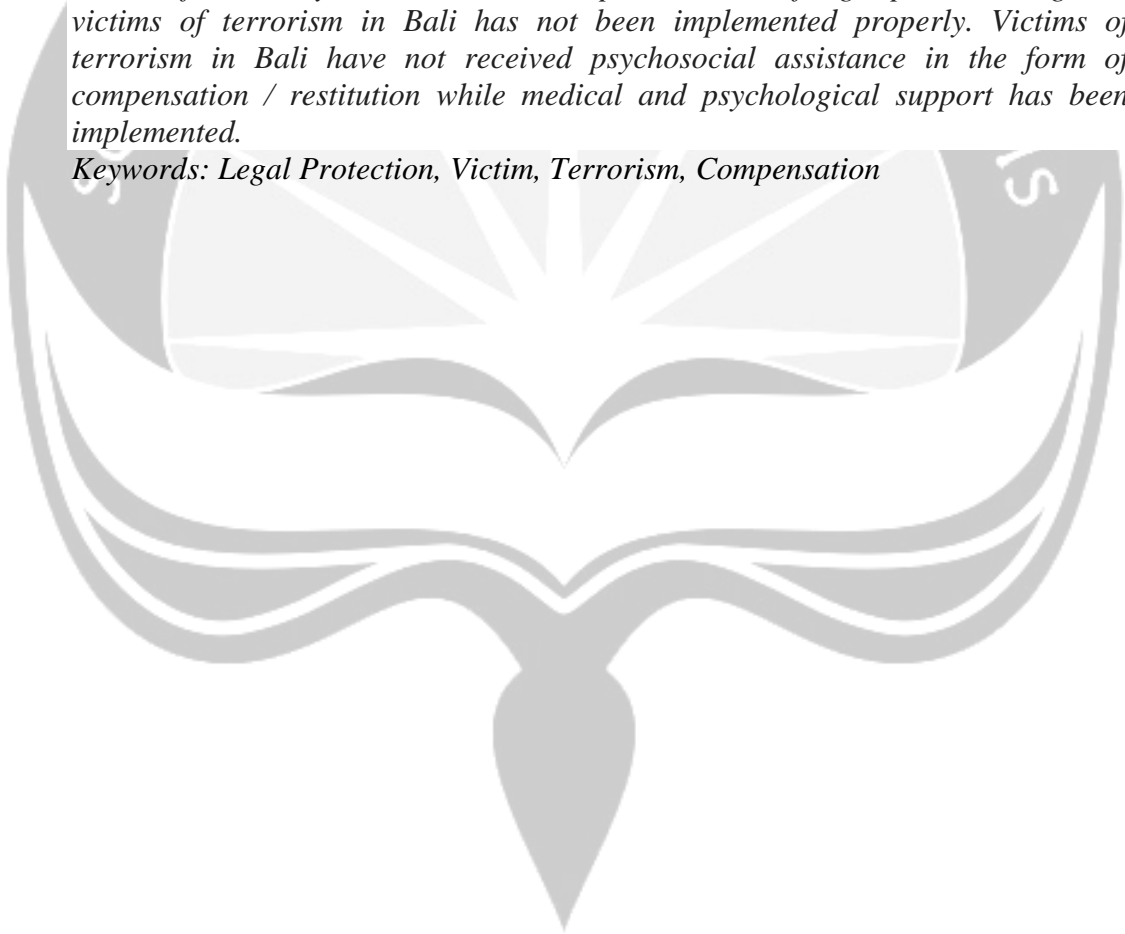 victims of terrorism in Bali has not been implemented properly. Victims of
terrorism in Bali have not received psychosocial assistance in the form of
compensation / restitution while medical and psychological support has been
implemented.
Keywords: Legal Protection, Victim, Terrorism, Compensation